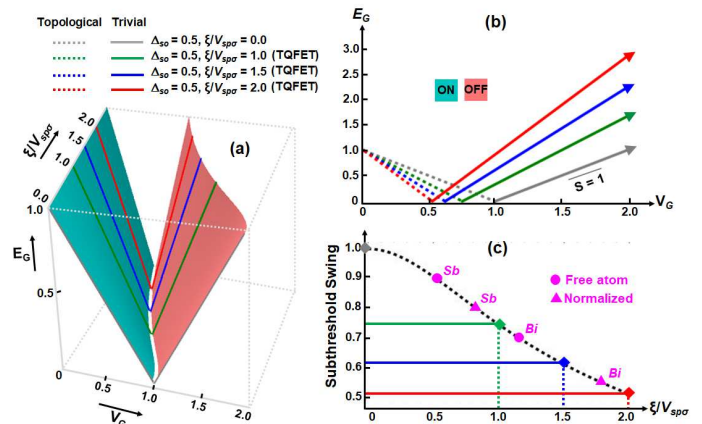 Topological Trivial
Δso = 0.5, ξ/Vspσ = 0.0
Δso = 0.5, ξ/Vspσ = 1.0 (TQFET)
Δso = 0.5, ξ/Vspσ = 1.5 (TQFET)
Δso = 0.5, ξ/Vspσ = 2.0 (TQFET)
(a)
ξ/Vspσ
2.0
1.5
1.0
0.0
1.0
EG
0.5
0
0.5
1.0
1.5
2.0
VG
EG
(b)
3.0
2.0
1.5
1.0
0.5
0
ON OFF
S = 1
0 0.5 1.0 1.5 2.0 VG
(c)
Subthreshold Swing
1.0
0.9
0.8
0.7
0.6
0.5
Sb
Sb
Bi
Bi
Free atom
Normalized
0.0 0.5 1.0 1.5 2.0 ξ/Vspσ